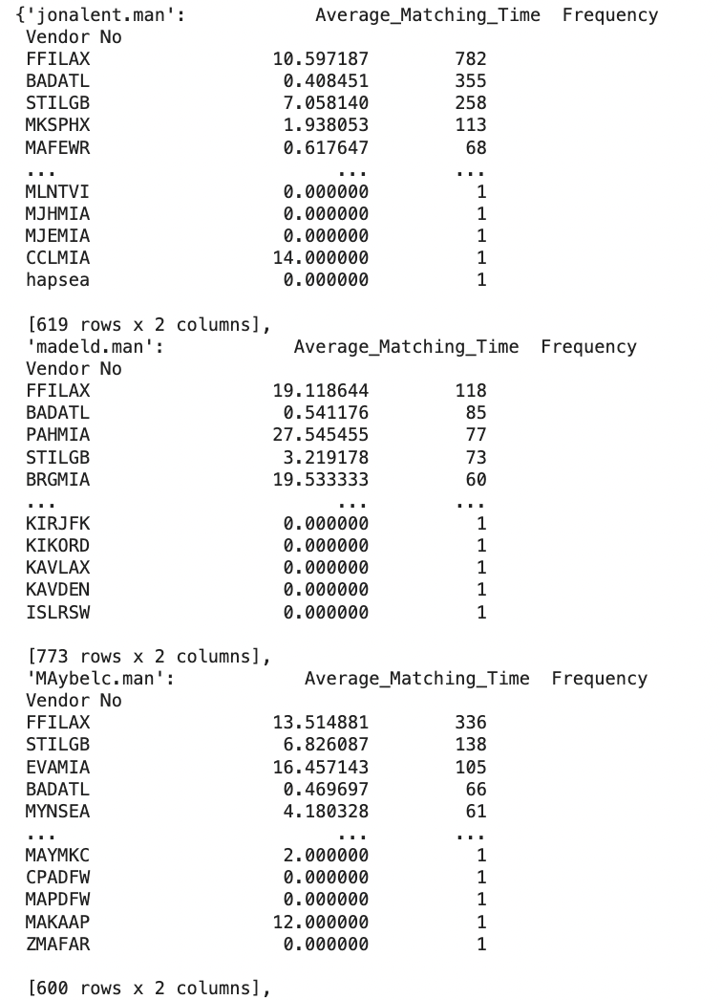 {'jonalent.man': Average_Matching_Time Frequency
Vendor No
FFILAX 10.597187 782
BADATL 0.408451 355
STILGB 7.058140 258
MKSPHX 1.938053 113
MAFEWR 0.617647 68
... ... ...
MLNTVI 0.000000 1
MJHMIA 0.000000 1
MJEMIA 0.000000 1
CCLMIA 14.000000 1
hapsea 0.000000 1
[619 rows x 2 columns],
'madeld.man': Average_Matching_Time Frequency
Vendor No
FFILAX 19.118644 118
BADATL 0.541176 85
PAHMIA 27.545455 77
STILGB 3.219178 73
BRGMIA 19.533333 60
... ... ...
KIRJFK 0.000000 1
KIKORD 0.000000 1
KAVLAX 0.000000 1
KAVDEN 0.000000 1
ISLRSW 0.000000 1
[773 rows x 2 columns],
'MAybelc.man': Average_Matching_Time Frequency
Vendor No
FFILAX 13.514881 336
STILGB 6.826087 138
EVAMIA 16.457143 105
BADATL 0.469697 66
MYNSEA 4.180328 61
... ... ...
MAYMKC 2.000000 1
CPADFW 0.000000 1
MAPDFW 0.000000 1
MAKAAP 12.000000 1
ZMAFAR 0.000000 1
[600 rows x 2 columns],